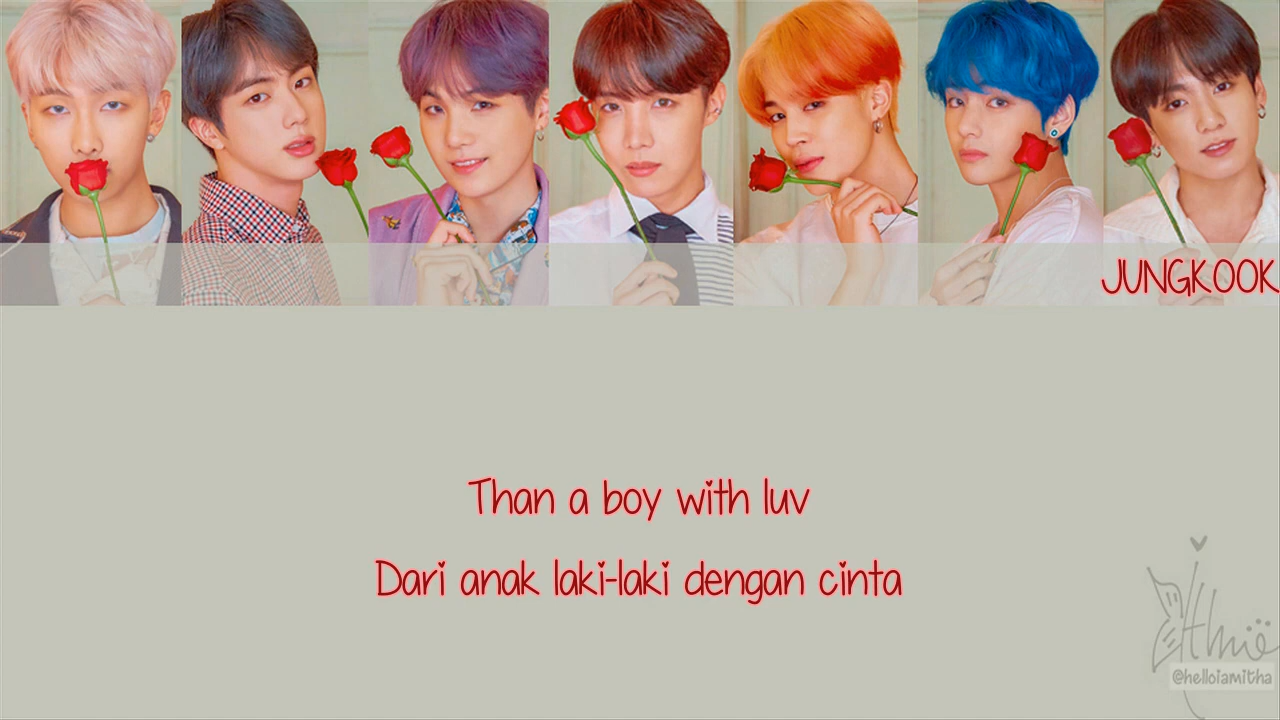 JUNGKOOK
Than a boy with luv
Dari anak laki-laki dengan cinta
@helloiamitha